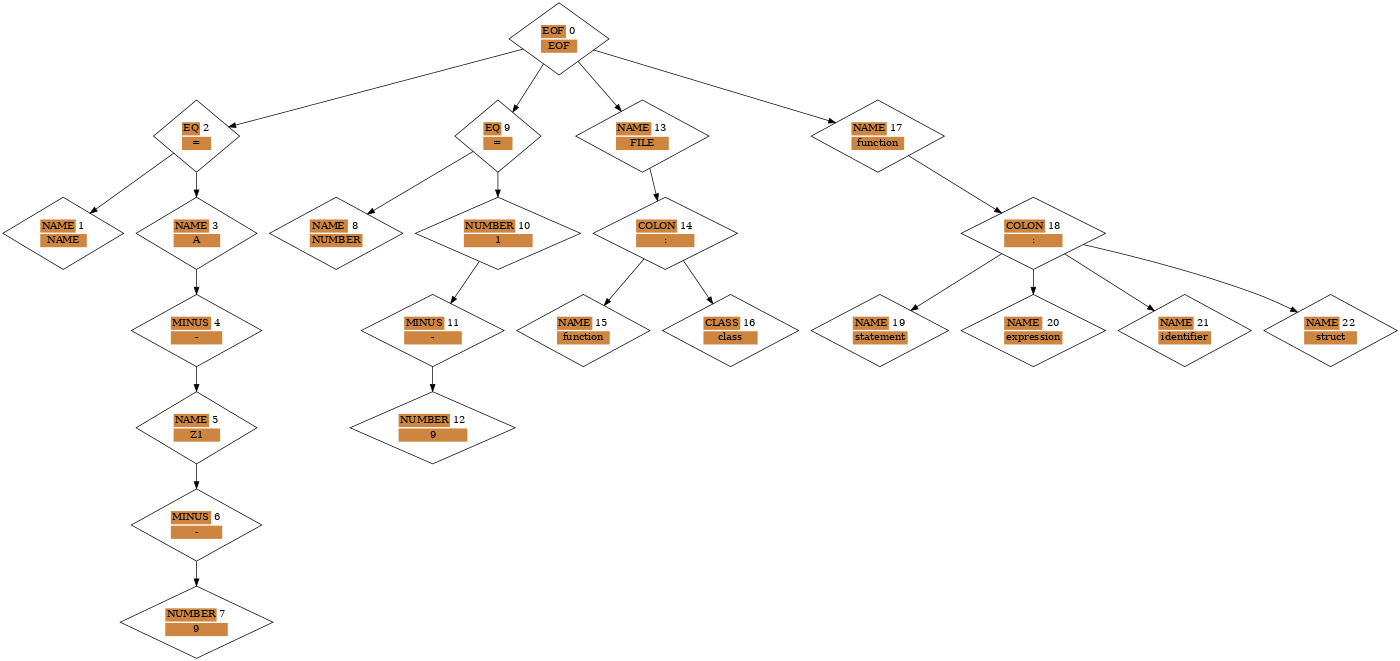 EOF 0
EOF
EQ 2
=
EQ 9
=
NAME 13
FILE
NAME 17
function
NAME 1
NAME
NAME 3
A
NAME 8
NUMBER
NUMBER 10
1
COLON 14
:
COLON 18
:
MINUS 4
-
MINUS 11
-
NAME 15
function
CLASS 16
class
NAME 19
statement
NAME 20
expression
NAME 21
identifier
NAME 22
struct
NAME 5
Z1
NUMBER 12
9
MINUS 6
-
NUMBER 7
9